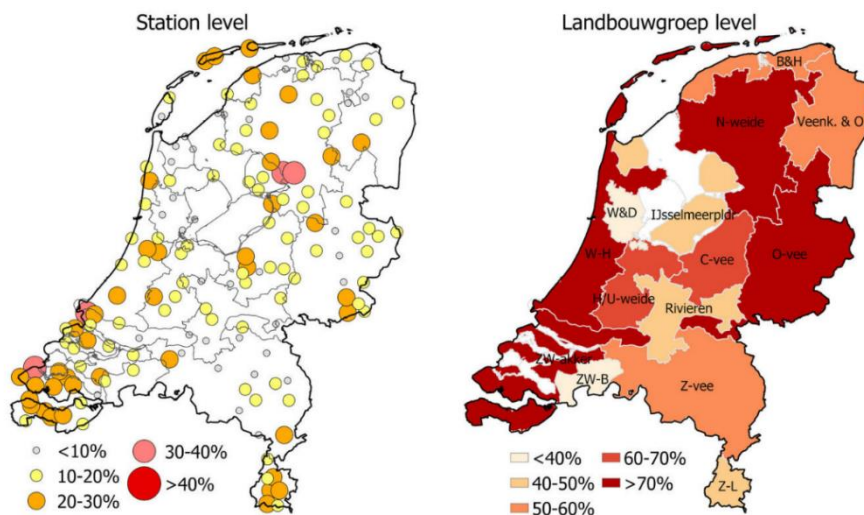 Station level
Landbouwgroep level
B&H
N-weide
Veenk. & O
W&D
IJsselmeerpldr
W-H
C-vee
O-vee
H/U-weide
Rivieren
ZW-akker
ZW-B
Z-vee
Z-L
<10%
10-20%
20-30%
30-40%
>40%
<40%
40-50%
50-60%
60-70%
>70%